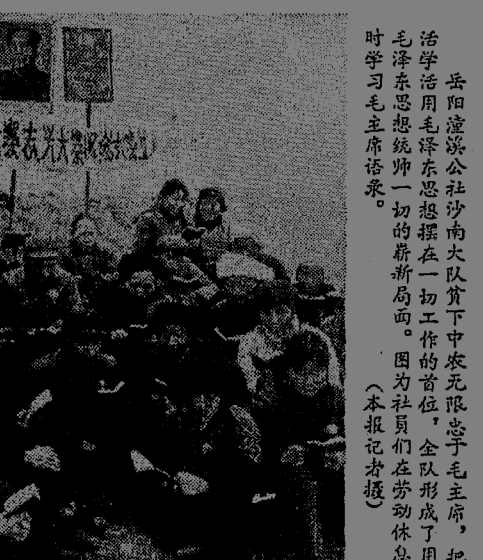 岳阳潼溪公社沙南大队贫下中农无限忠于毛主席，把
活学活用毛泽东思想摆在一切工作的首位，全队形成了用
毛泽东思想统帅一切的崭新局面。图为社員们在劳动休息
时学习毛主席语录。（本报记者摄）